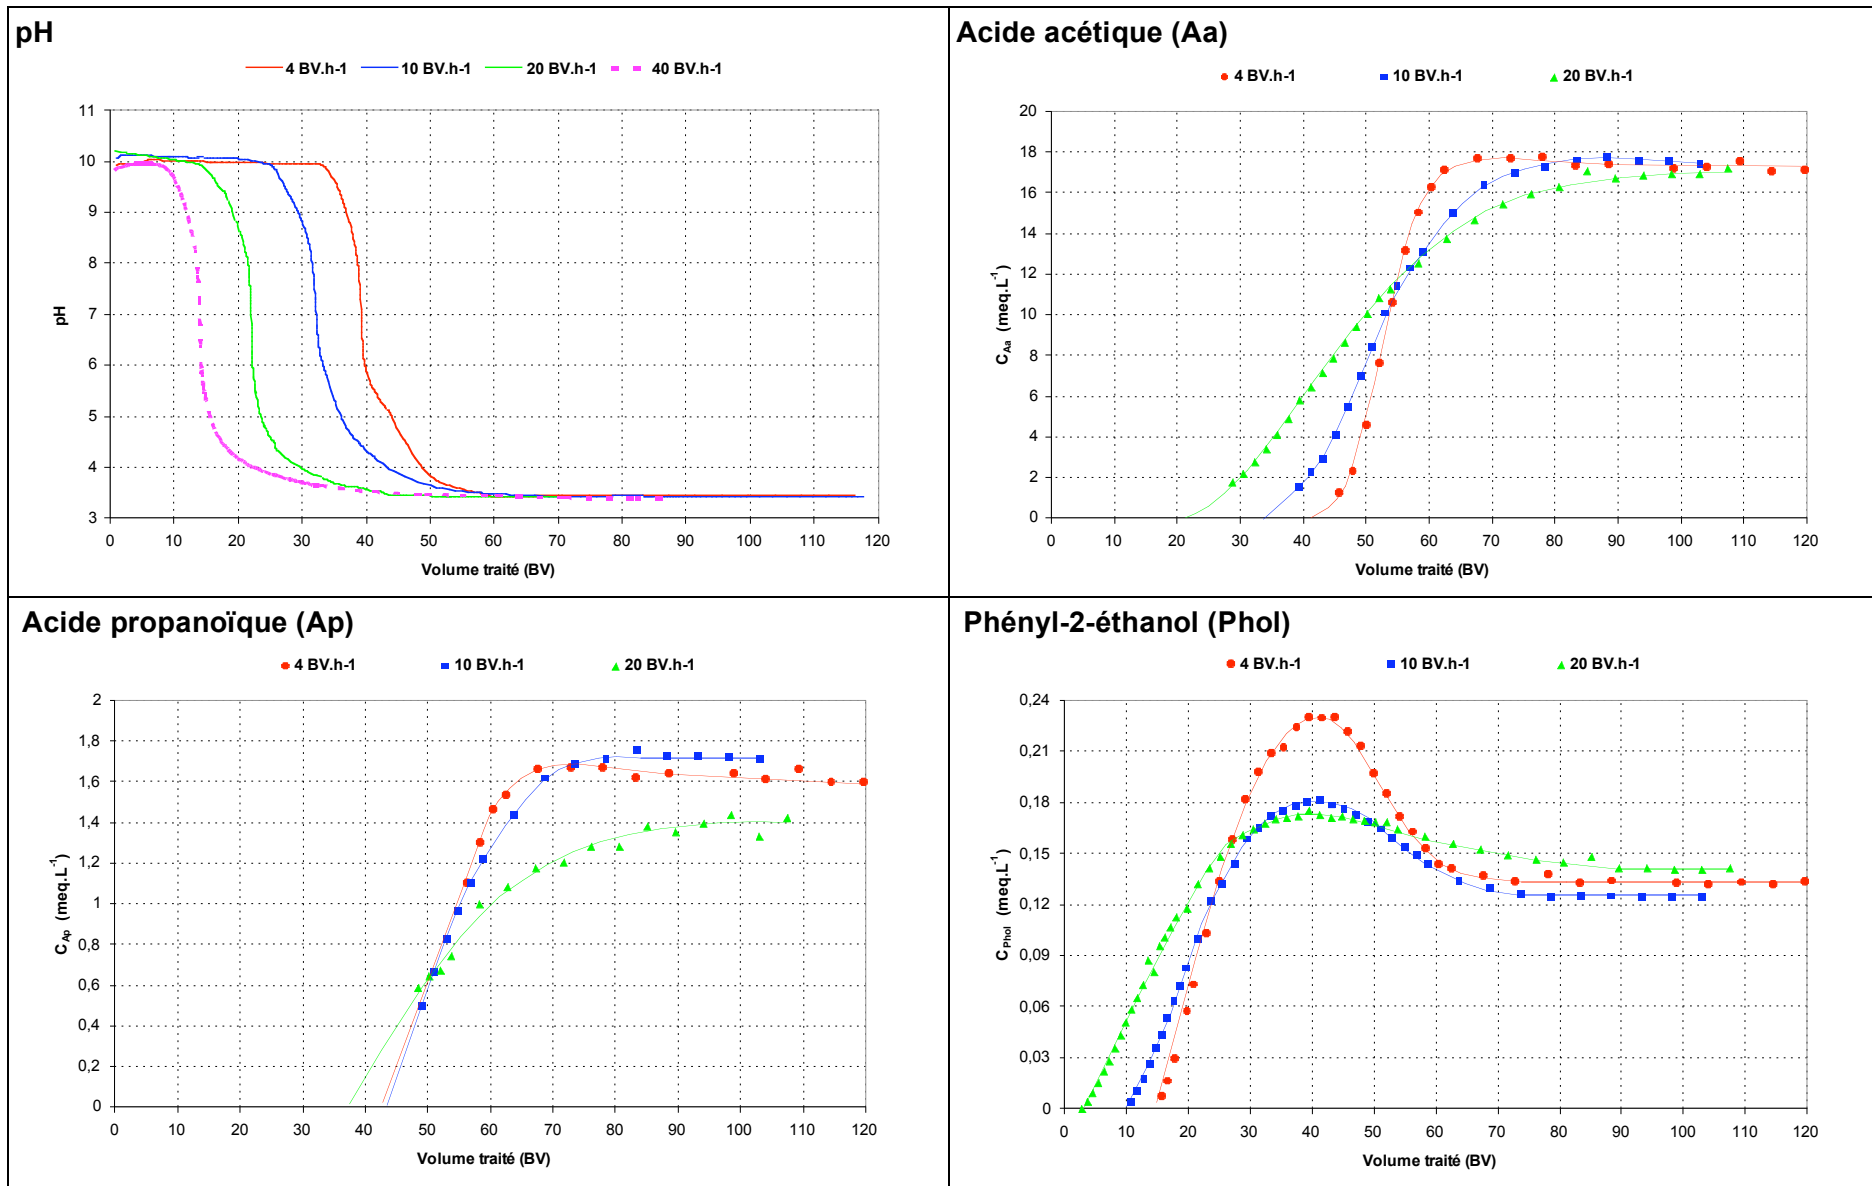 pH
4 BV.h-1 10 BV.h-1 20 BV.h-1 40 BV.h-1
11
10
9
8
7
6
5
4
3
pH
0 10 20 30 40 50 60 70 80 90 100 110 120
Volume traité (BV)
Acide acétique (Aa)
4 BV.h-1 10 BV.h-1 20 BV.h-1
20
18
16
14
12
10
8
6
4
2
0
C_Aa (meq.L⁻¹)
0 10 20 30 40 50 60 70 80 90 100 110 120
Volume traité (BV)
Acide propanoïque (Ap)
4 BV.h-1 10 BV.h-1 20 BV.h-1
2
1,8
1,6
1,4
1,2
1
0,8
0,6
0,4
0,2
0
C_Ap (meq.L⁻¹)
0 10 20 30 40 50 60 70 80 90 100 110 120
Volume traité (BV)
Phényl-2-éthanol (Phol)
4 BV.h-1 10 BV.h-1 20 BV.h-1
0,24
0,21
0,18
0,15
0,12
0,09
0,06
0,03
0
C_Phol (meq.L⁻¹)
0 10 20 30 40 50 60 70 80 90 100 110 120
Volume traité (BV)